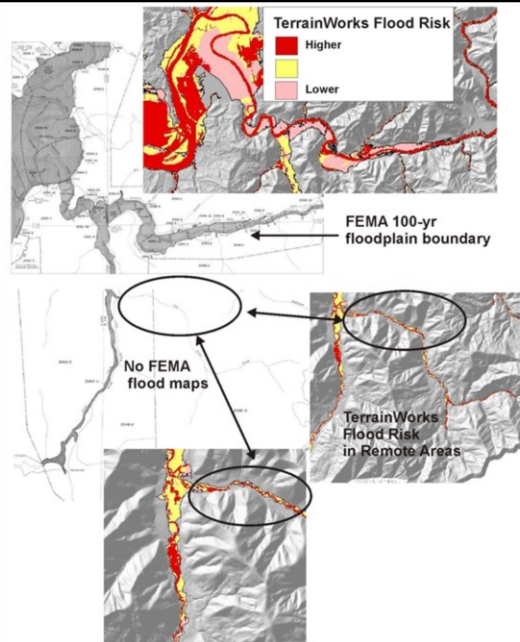 TerrainWorks Flood Risk
Higher
Lower
FEMA 100-yr
floodplain boundary
No FEMA
flood maps
TerrainWorks
Flood Risk
in Remote Areas